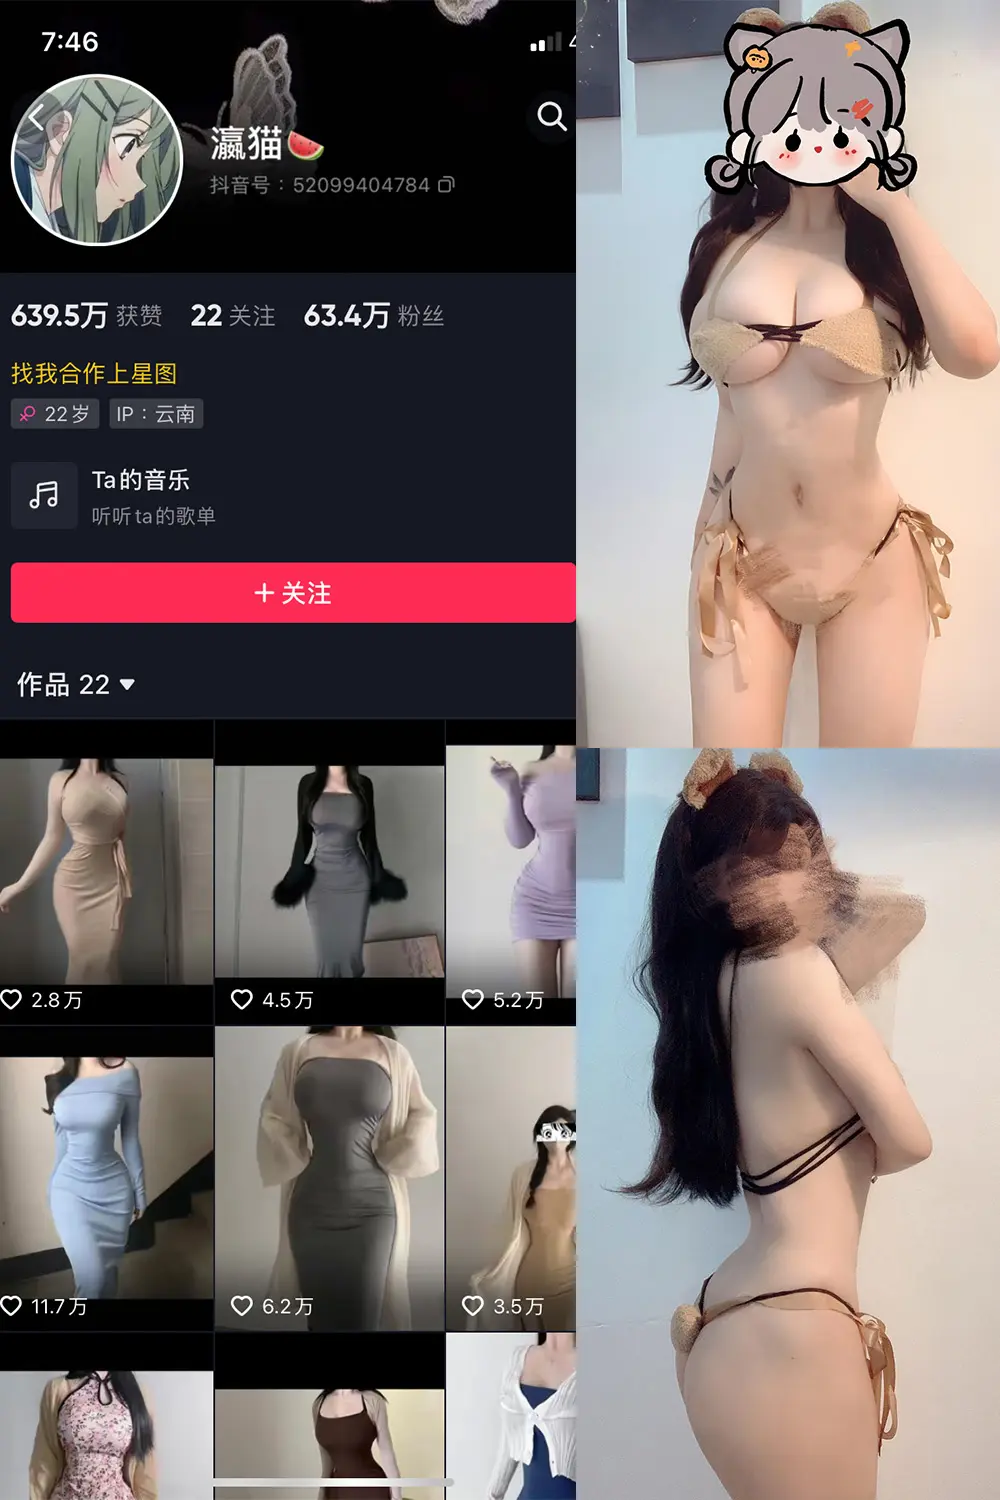 7:46
瀛猫🍉
抖音号：52099404784
639.5万 获赞 22 关注 63.4万 粉丝
找我合作上星图
22岁 IP：云南
Ta的音乐
听听ta的歌单
+ 关注
作品 22
2.8万 4.5万 5.2万
11.7万 6.2万 3.5万